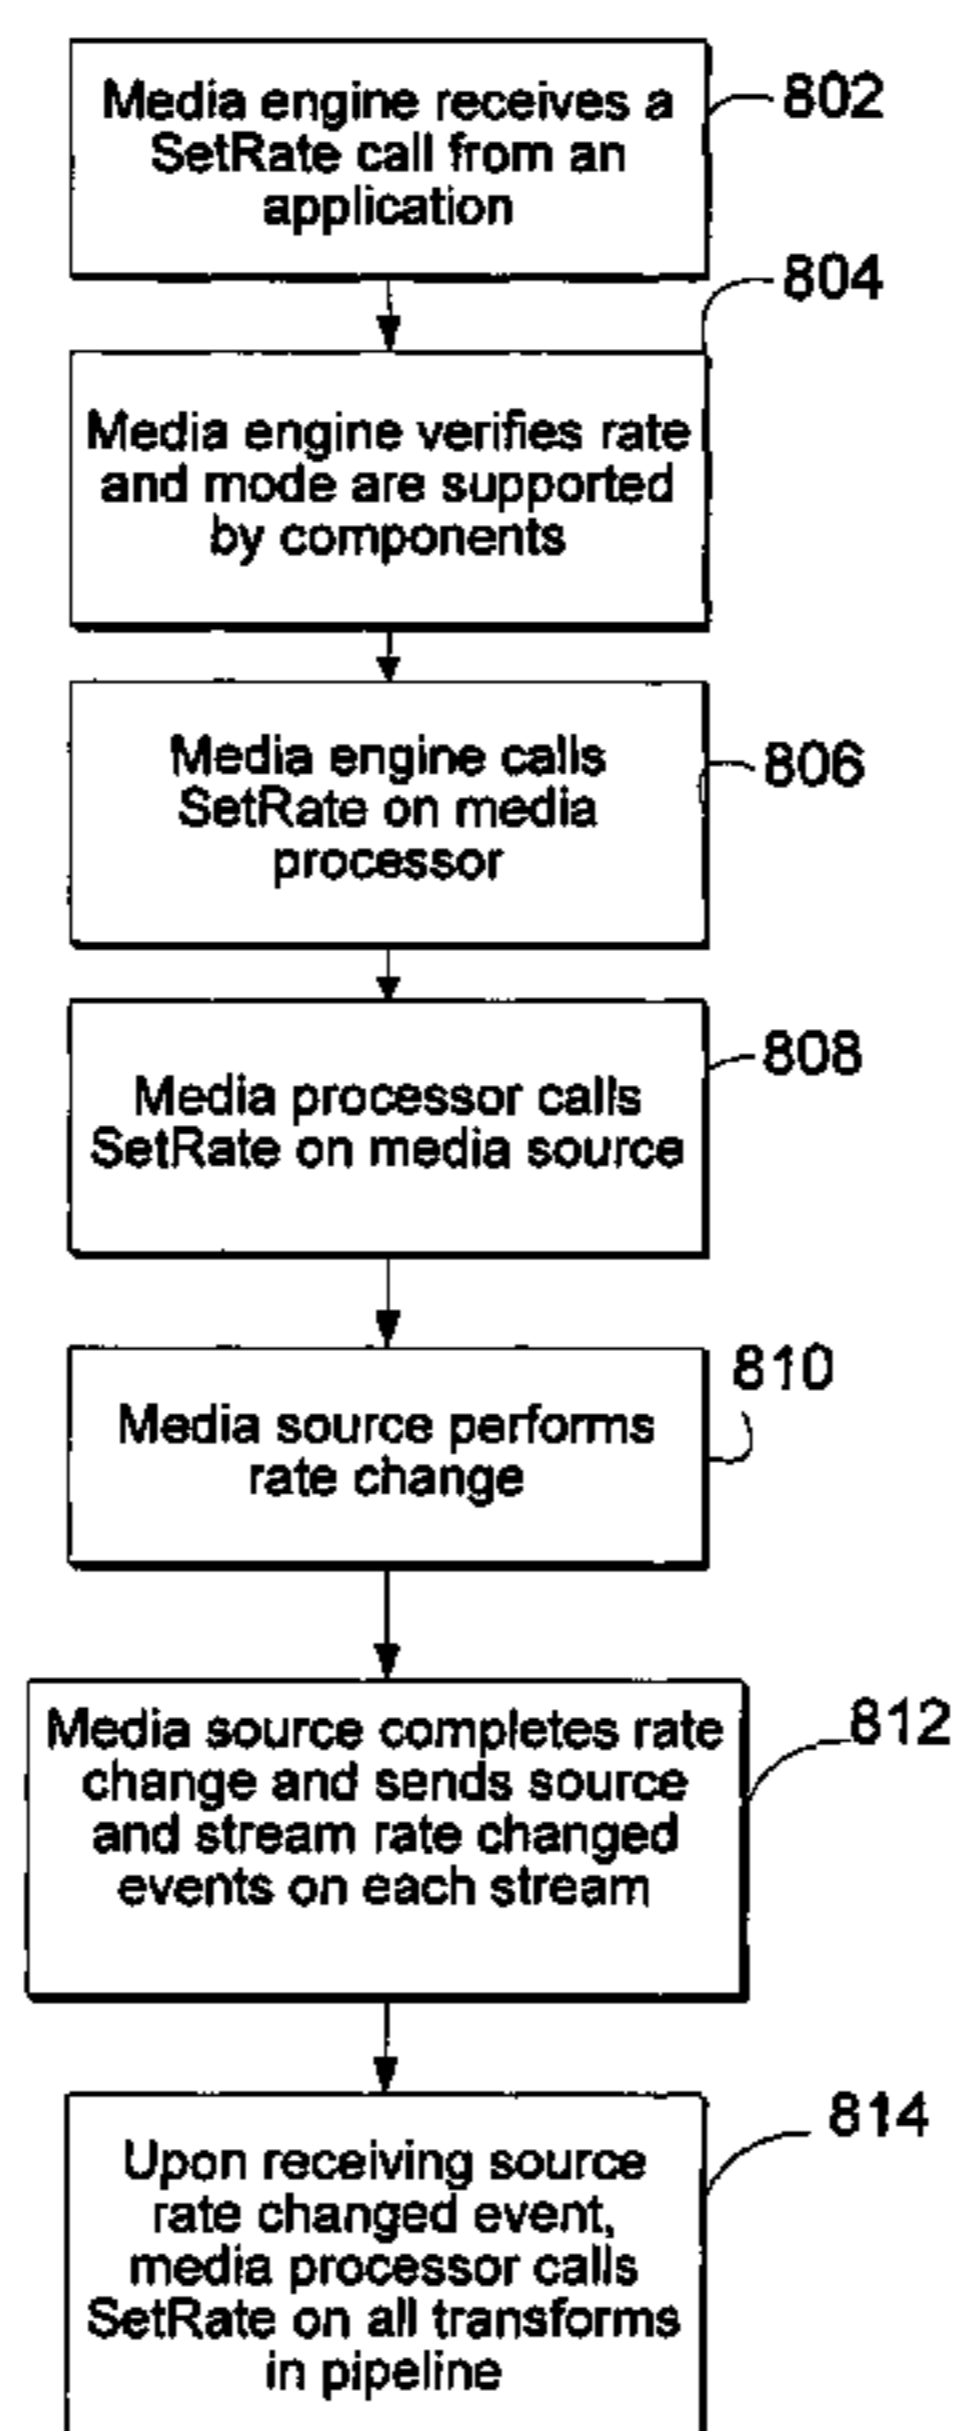 Media engine receives a
SetRate call from an
application
802
804
Media engine verifies rate
and mode are supported
by components
Media engine calls
SetRate on media
processor
806
Media processor calls
SetRate on media source
808
Media source performs
rate change
810
Media source completes rate
change and sends source
and stream rate changed
events on each stream
812
Upon receiving source
rate changed event,
media processor calls
SetRate on all transforms
in pipeline
814